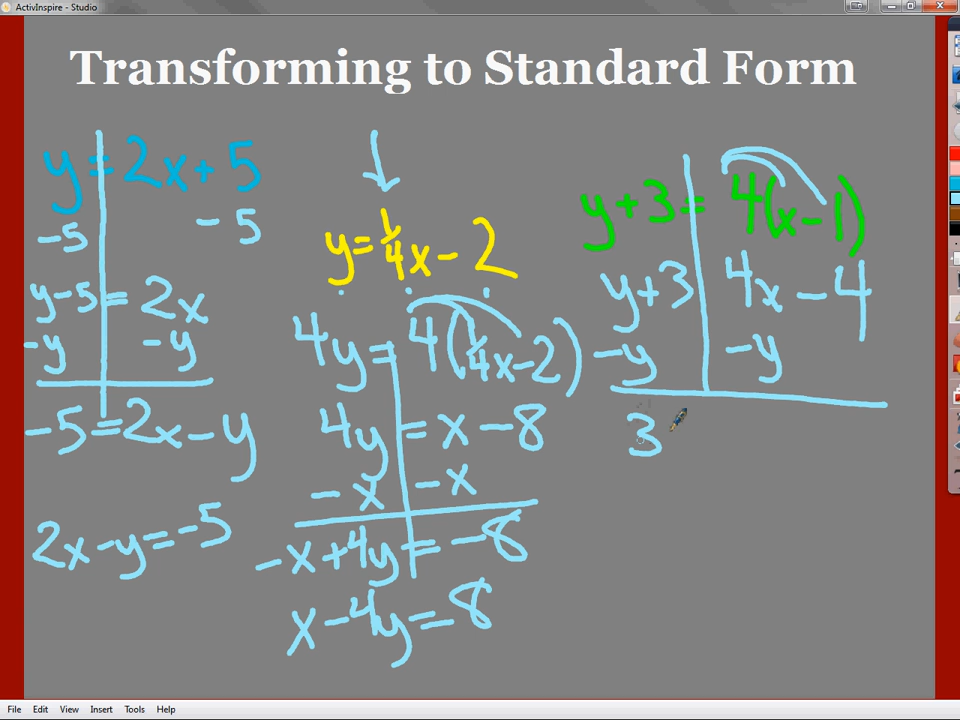 ActivInspire - Studio
Transforming to Standard Form
y = 2x + 5
-5 -5
y-5 = 2x
-y -y
-5 = 2x - y
2x - y = -5
y = 1/4x - 2
4y = 4(1/4x - 2)
4y = x - 8
-x -x
-x + 4y = -8
x - 4y = 8
y + 3 = 4(x - 1)
y + 3 4x - 4
-y -y
3
File Edit View Insert Tools Help